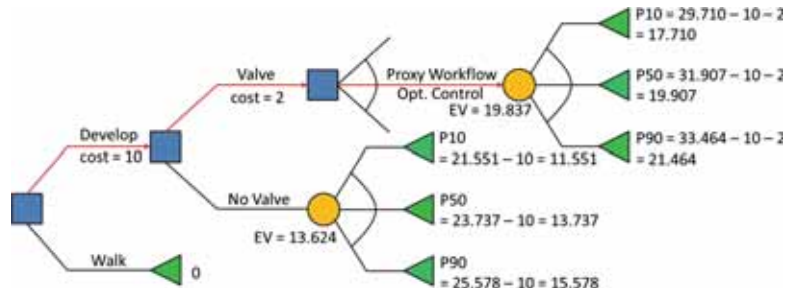 P10 = 29.710 – 10 – 2
= 17.710
Valve
cost = 2
Proxy Workflow
Opt. Control
P50 = 31.907 – 10 – 2
= 19.907
EV = 19.837
Develop
cost = 10
P10
= 21.551 – 10 = 11.551
P90 = 33.464 – 10 – 2
= 21.464
No Valve
P50
= 23.737 – 10 = 13.737
EV = 13.624
Walk
0
P90
= 25.578 – 10 = 15.578